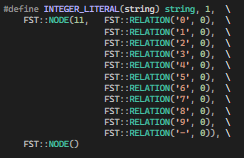 #define INTEGER_LITERAL(string) string, 1, \
FST::NODE(11, FST::RELATION('0', 0), \
FST::RELATION('1', 0), \
FST::RELATION('2', 0), \
FST::RELATION('3', 0), \
FST::RELATION('4', 0), \
FST::RELATION('5', 0), \
FST::RELATION('6', 0), \
FST::RELATION('7', 0), \
FST::RELATION('8', 0), \
FST::RELATION('9', 0), \
FST::RELATION('-', 0)), \
FST::NODE()